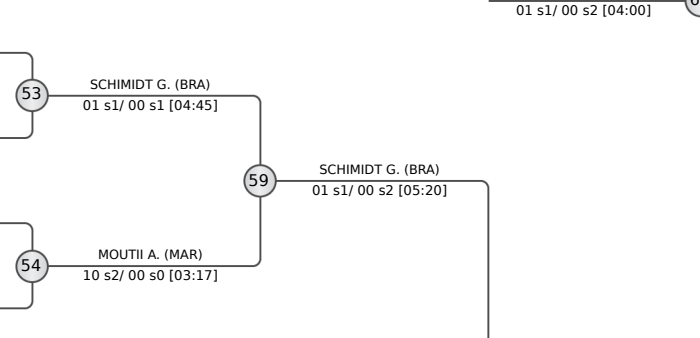 01 s1/ 00 s2 [04:00]
53
SCHIMIDT G. (BRA)
01 s1/ 00 s1 [04:45]
59
SCHIMIDT G. (BRA)
01 s1/ 00 s2 [05:20]
54
MOUTII A. (MAR)
10 s2/ 00 s0 [03:17]